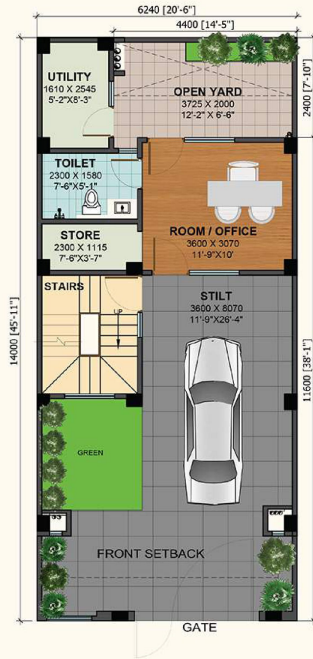 6240 [20'-6"]
4400 [14'-5"]
UTILITY
1610 X 2545
5'-2"X8'-3"
OPEN YARD
3725 X 2000
12'-2" X 6'-6"
2400 [7'-10"]
TOILET
2300 X 1580
7'-6"X5'-1"
ROOM / OFFICE
3600 X 3070
11'-9"X10'
STORE
2300 X 1115
7'-6"X3'-7"
STAIRS
UP
STILT
3600 X 8070
11'-9"X26'-4"
14000 [45'-11"]
11600 [38'-1"]
GREEN
FRONT SETBACK
GATE